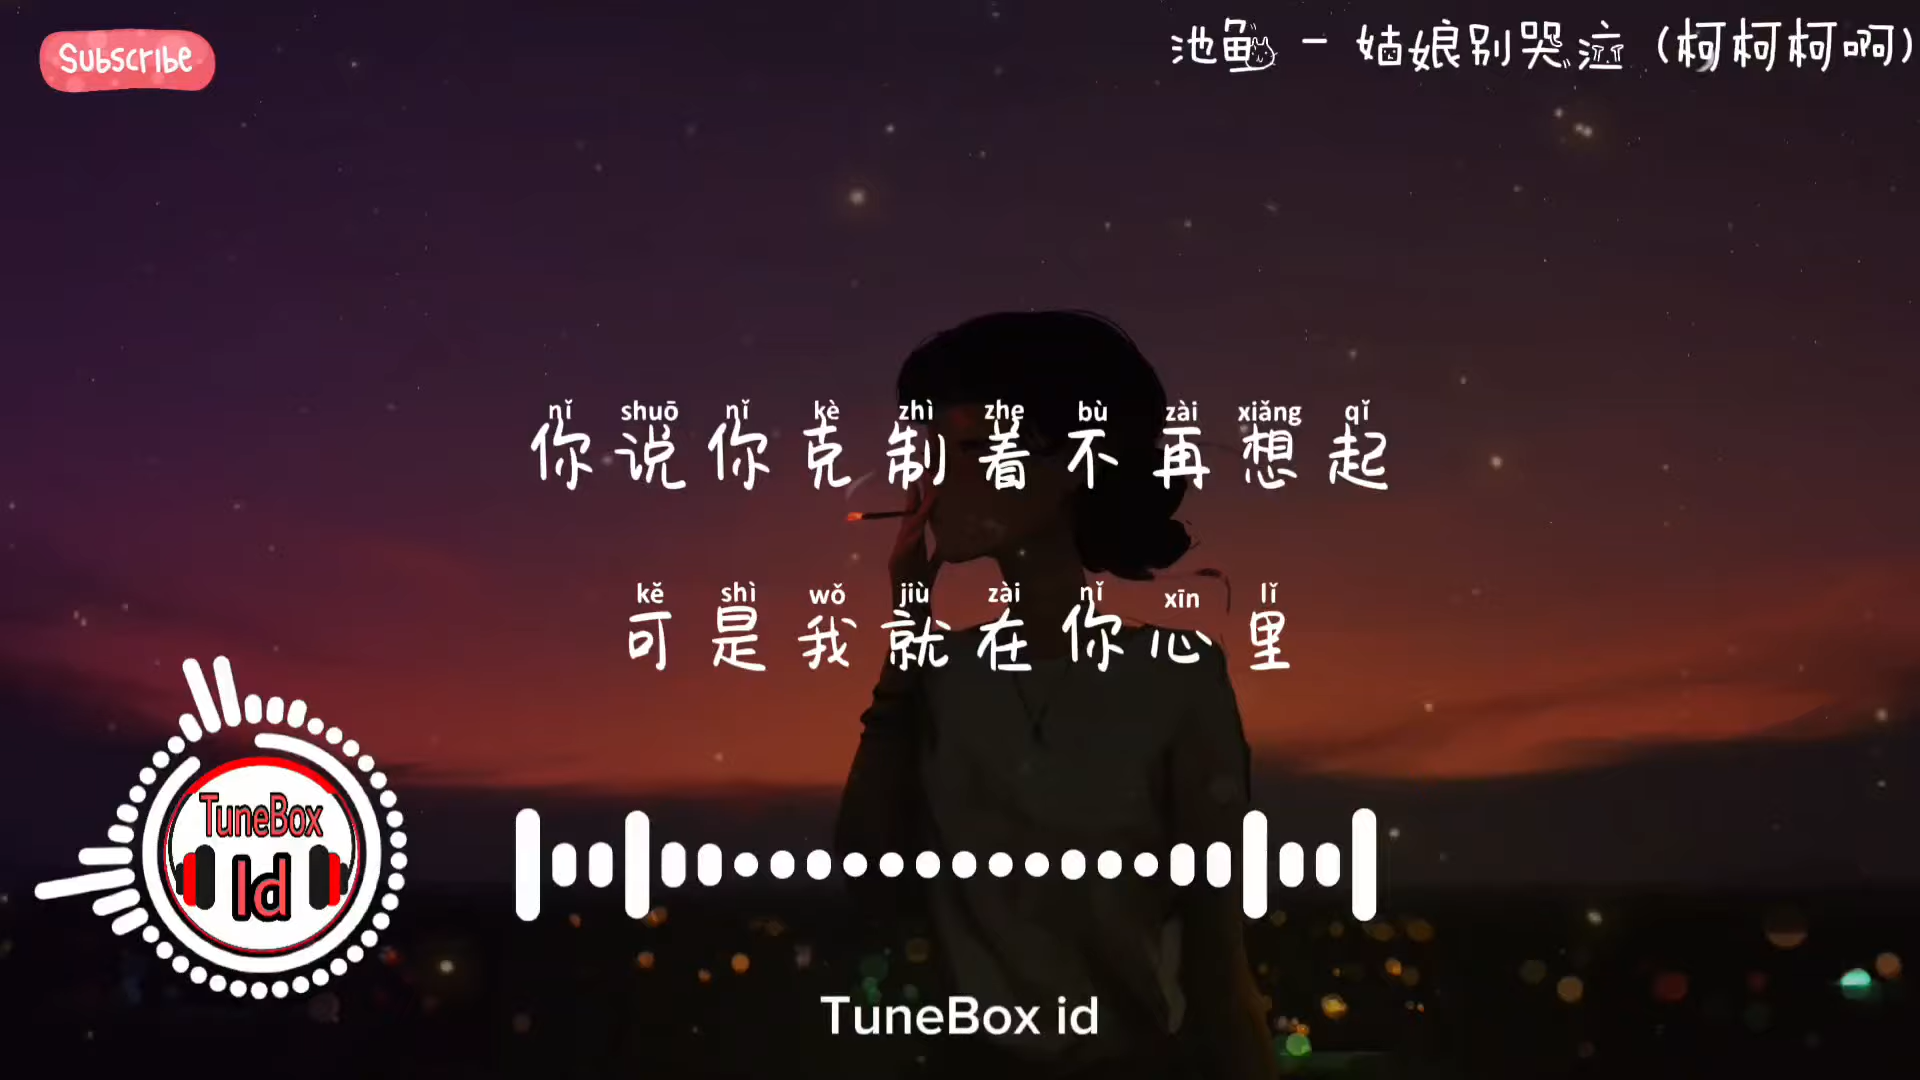 Subscribe
池鱼 - 姑娘别哭泣 (柯柯柯啊)
nǐ shuō nǐ kè zhì zhe bù zài xiǎng qǐ
你说你克制着不再想起
kě shì wǒ jiù zài nǐ xīn lǐ
可是我就在你心里
TuneBox
Id
TuneBox id